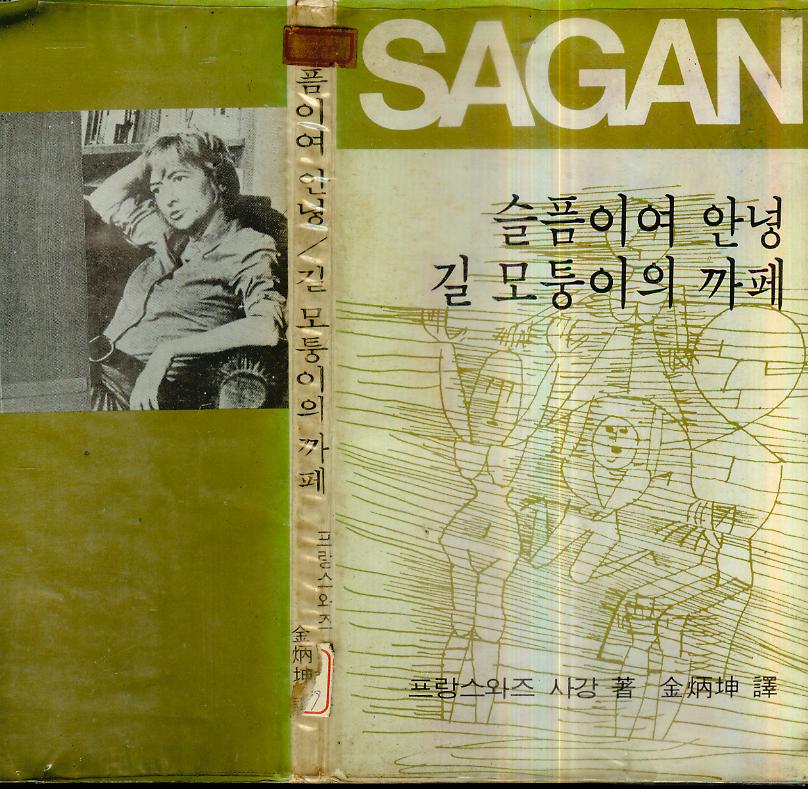 SAGAN
슬픔이여 안녕
길 모퉁이의 까페
프랑스와즈 사강 著 金炳坤 譯
픔이여 안녕/길 모퉁이의 까페
프랑스와즈
金炳坤